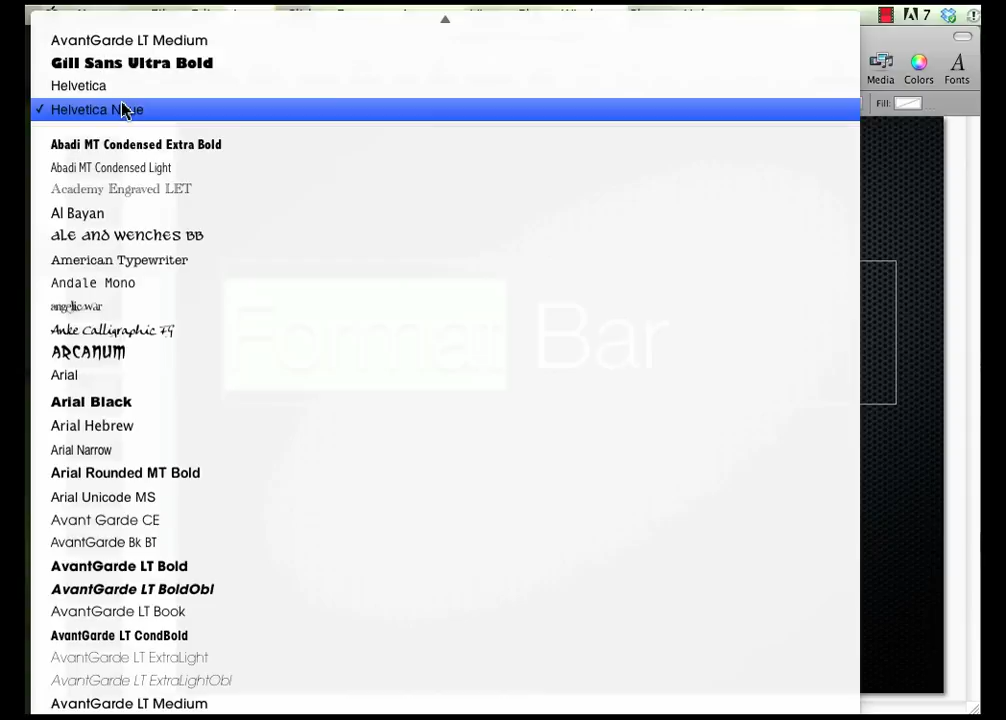 7
AvantGarde LT Medium
Gill Sans Ultra Bold
Helvetica
✓ Helvetica Neue
Media Colors Fonts
Fill:
Abadi MT Condensed Extra Bold
Abadi MT Condensed Light
Academy Engraved LET
Al Bayan
ale and wenches BB
American Typewriter
Andale Mono
angelic war
Anke Calligraphic FG
ARCANUM
Arial
Arial Black
Arial Hebrew
Arial Narrow
Arial Rounded MT Bold
Arial Unicode MS
Avant Garde CE
AvantGarde Bk BT
AvantGarde LT Bold
AvantGarde LT BoldObl
AvantGarde LT Book
AvantGarde LT CondBold
AvantGarde LT ExtraLight
AvantGarde LT ExtraLightObl
AvantGarde LT Medium
Format Bar